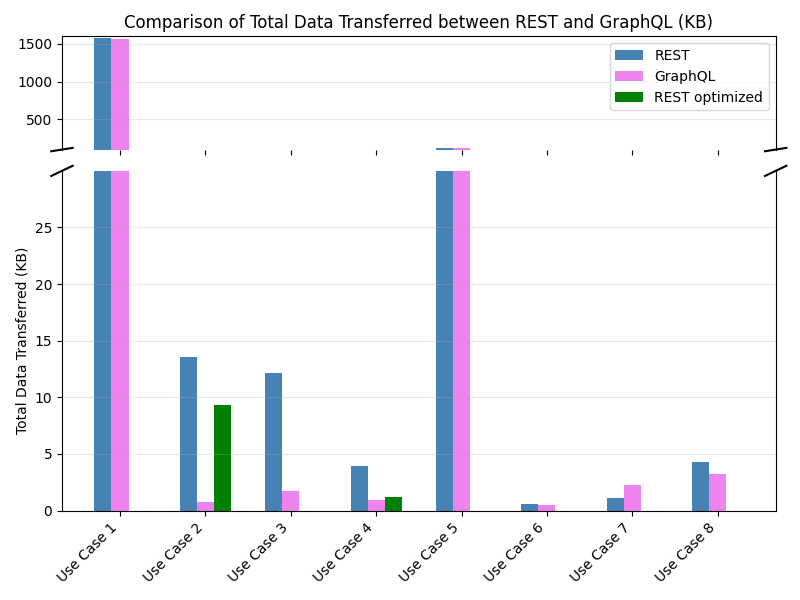 Comparison of Total Data Transferred between REST and GraphQL (KB)
1500
1000
500
REST
GraphQL
REST optimized
Total Data Transferred (KB)
25
20
15
10
5
0
Use Case 1
Use Case 2
Use Case 3
Use Case 4
Use Case 5
Use Case 6
Use Case 7
Use Case 8